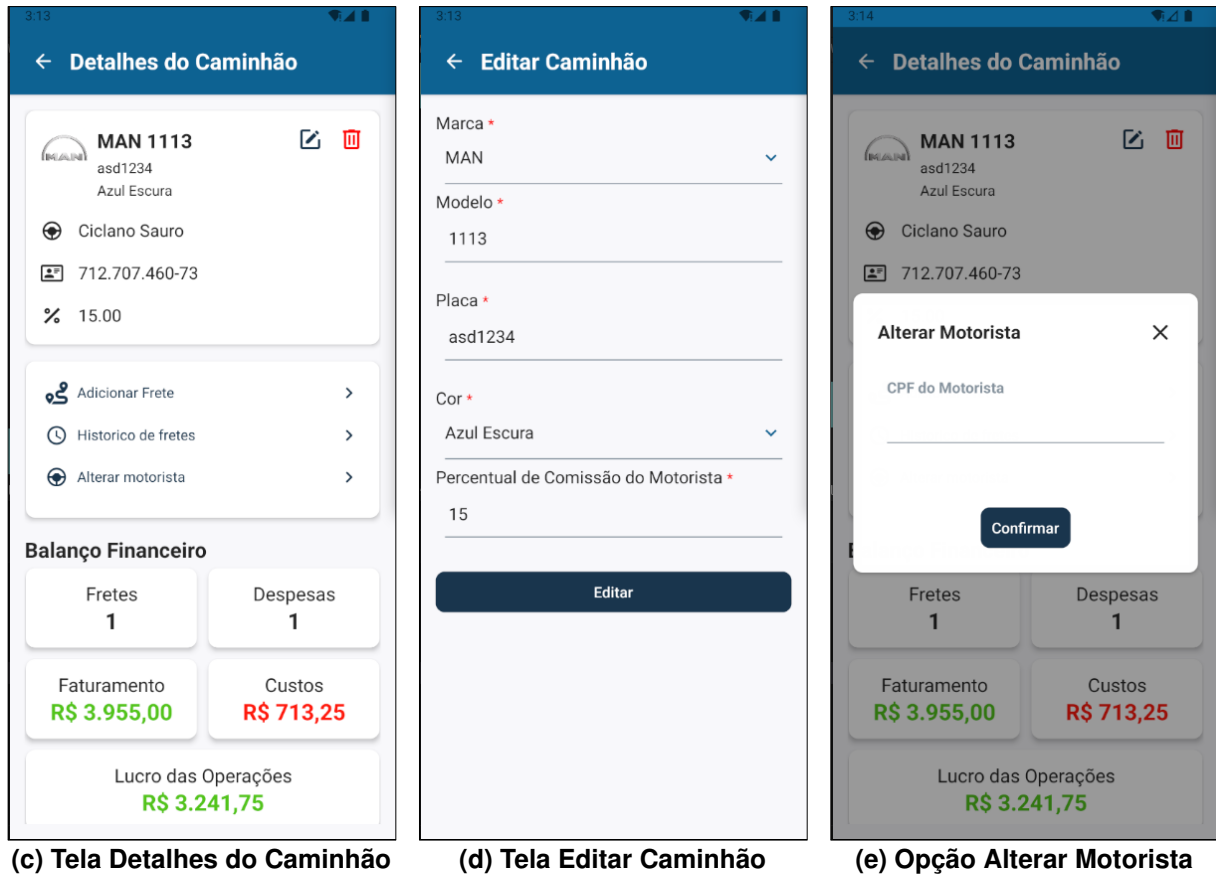 3:13
Detalhes do Caminhão
MAN
MAN 1113
asd1234
Azul Escura
Ciclano Sauro
712.707.460-73
15.00
Adicionar Frete
Historico de fretes
Alterar motorista
Balanço Financeiro
Fretes
1
Despesas
1
Faturamento
R$ 3.955,00
Custos
R$ 713,25
Lucro das Operações
R$ 3.241,75
(c) Tela Detalhes do Caminhão
3:13
Editar Caminhão
Marca *
MAN
Modelo *
1113
Placa *
asd1234
Cor *
Azul Escura
Percentual de Comissão do Motorista *
15
Editar
(d) Tela Editar Caminhão
3:14
Detalhes do Caminhão
MAN
MAN 1113
asd1234
Azul Escura
Ciclano Sauro
712.707.460-73
Alterar Motorista
CPF do Motorista
Confirmar
Fretes
1
Despesas
1
Faturamento
R$ 3.955,00
Custos
R$ 713,25
Lucro das Operações
R$ 3.241,75
(e) Opção Alterar Motorista